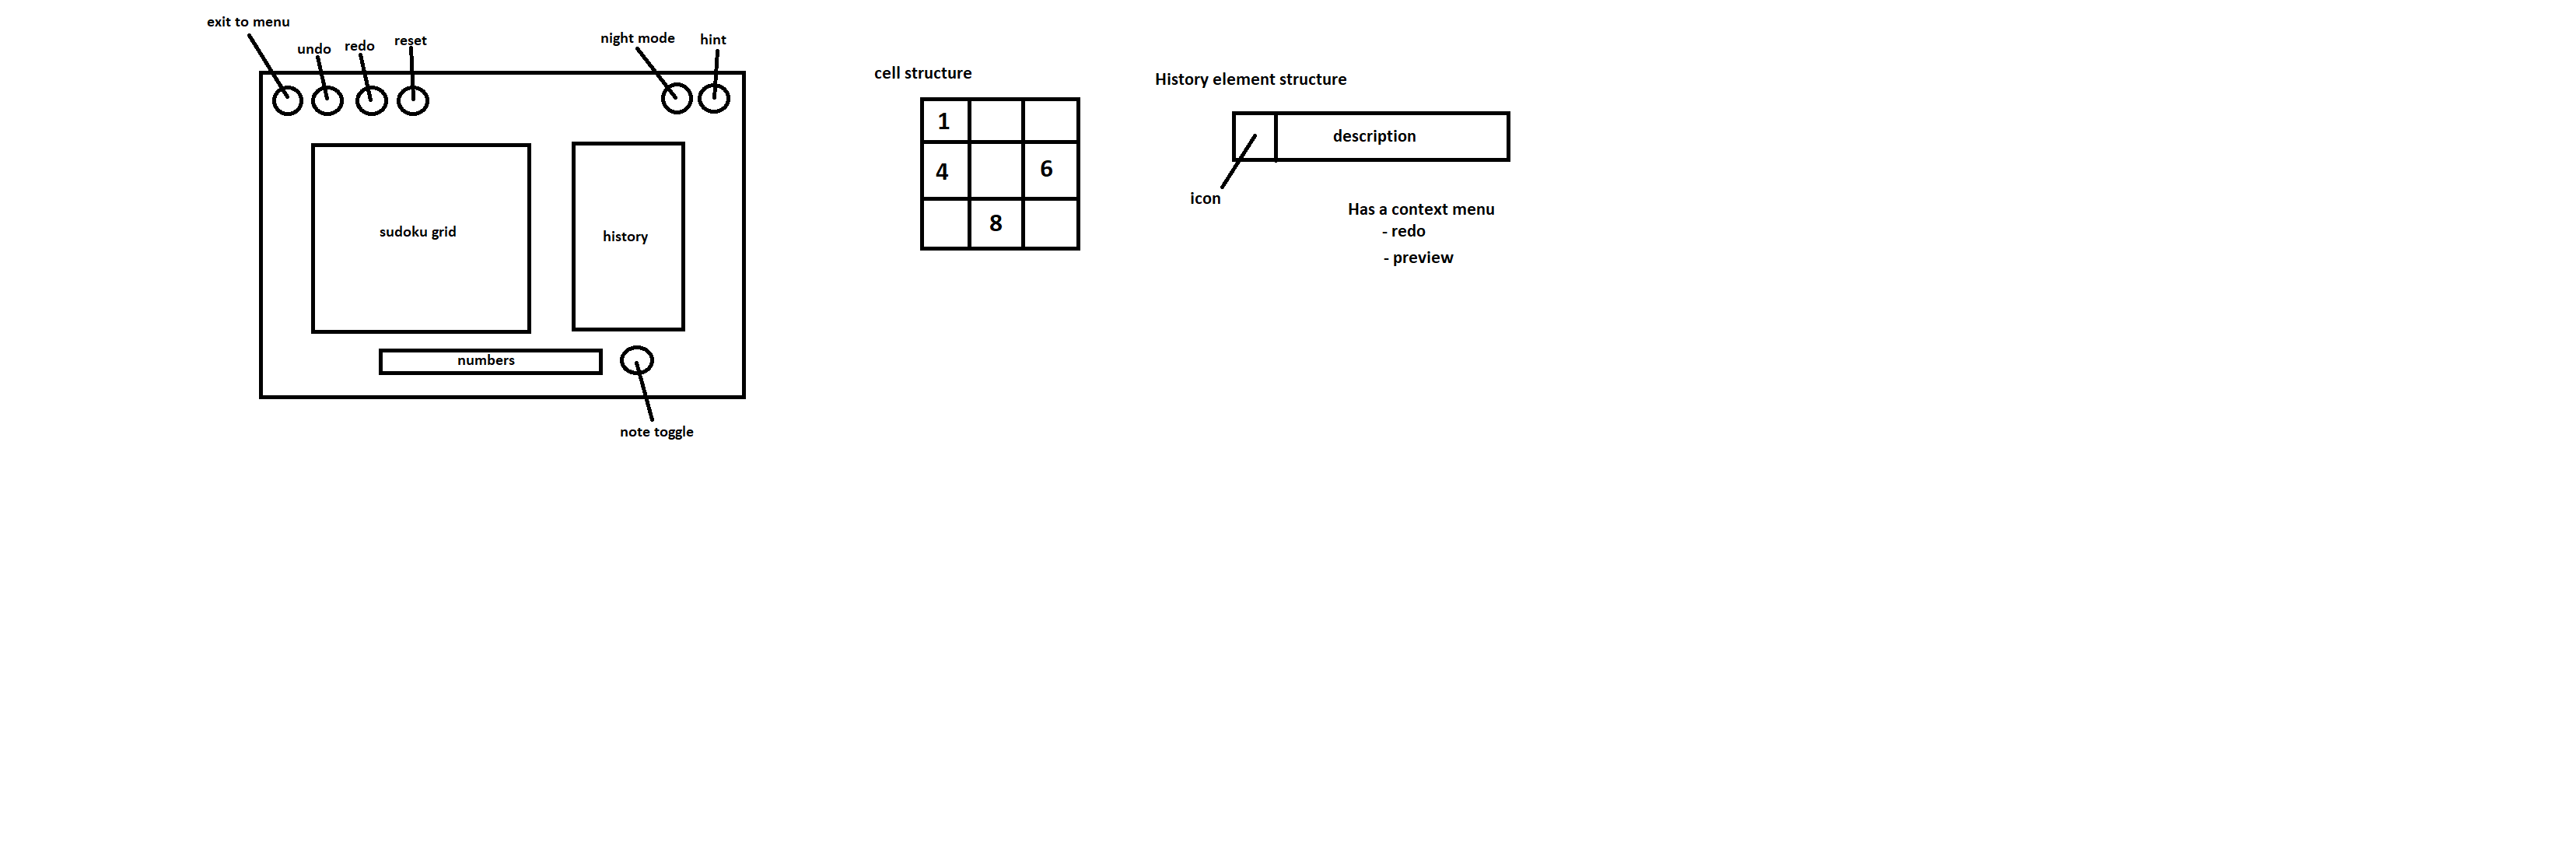 exit to menu
undo
redo
reset
night mode
hint
sudoku grid
history
numbers
note toggle
cell structure
1
4
6
8
History element structure
description
icon
Has a context menu
- redo
- preview